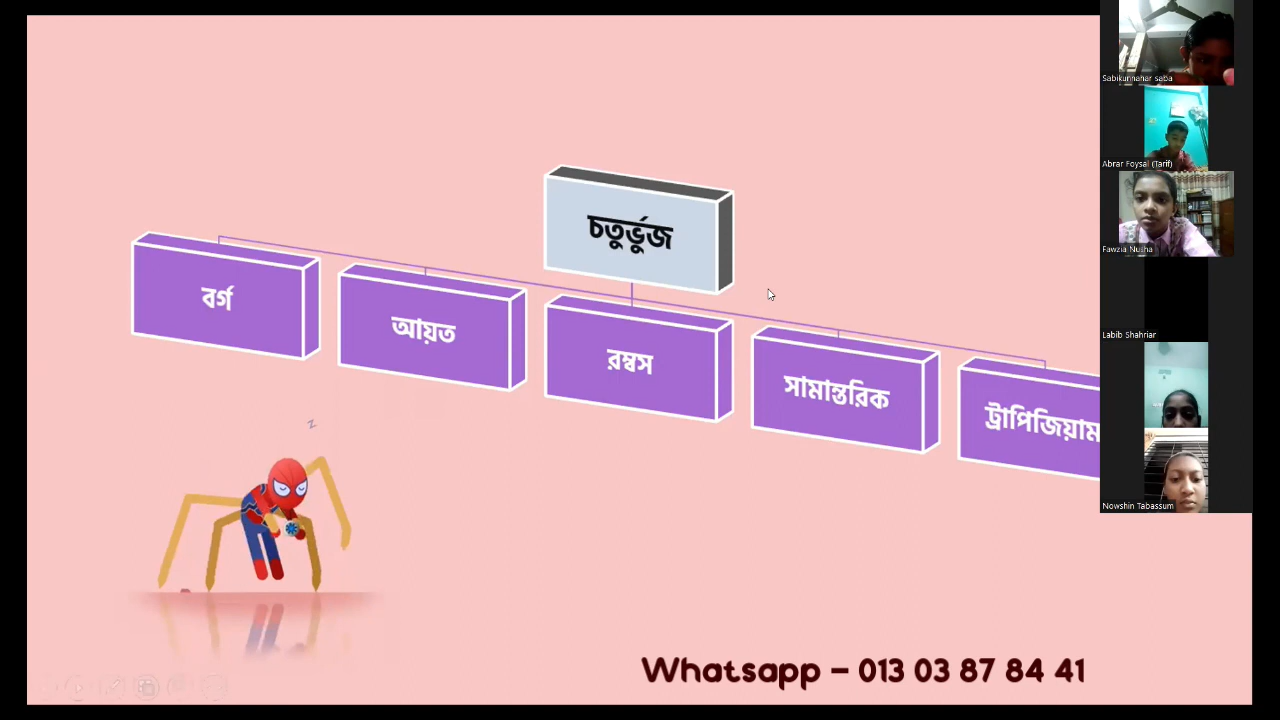 চতুর্ভুজ
বর্গ
আয়ত
রম্বস
সামান্তরিক
ট্রাপিজিয়াম
Whatsapp – 013 03 87 84 41
Sabikunnahar saba
Abrar Foysal (Tarif)
Fawzia Nusha
Labib Shahriar
Nowshin Tabassum